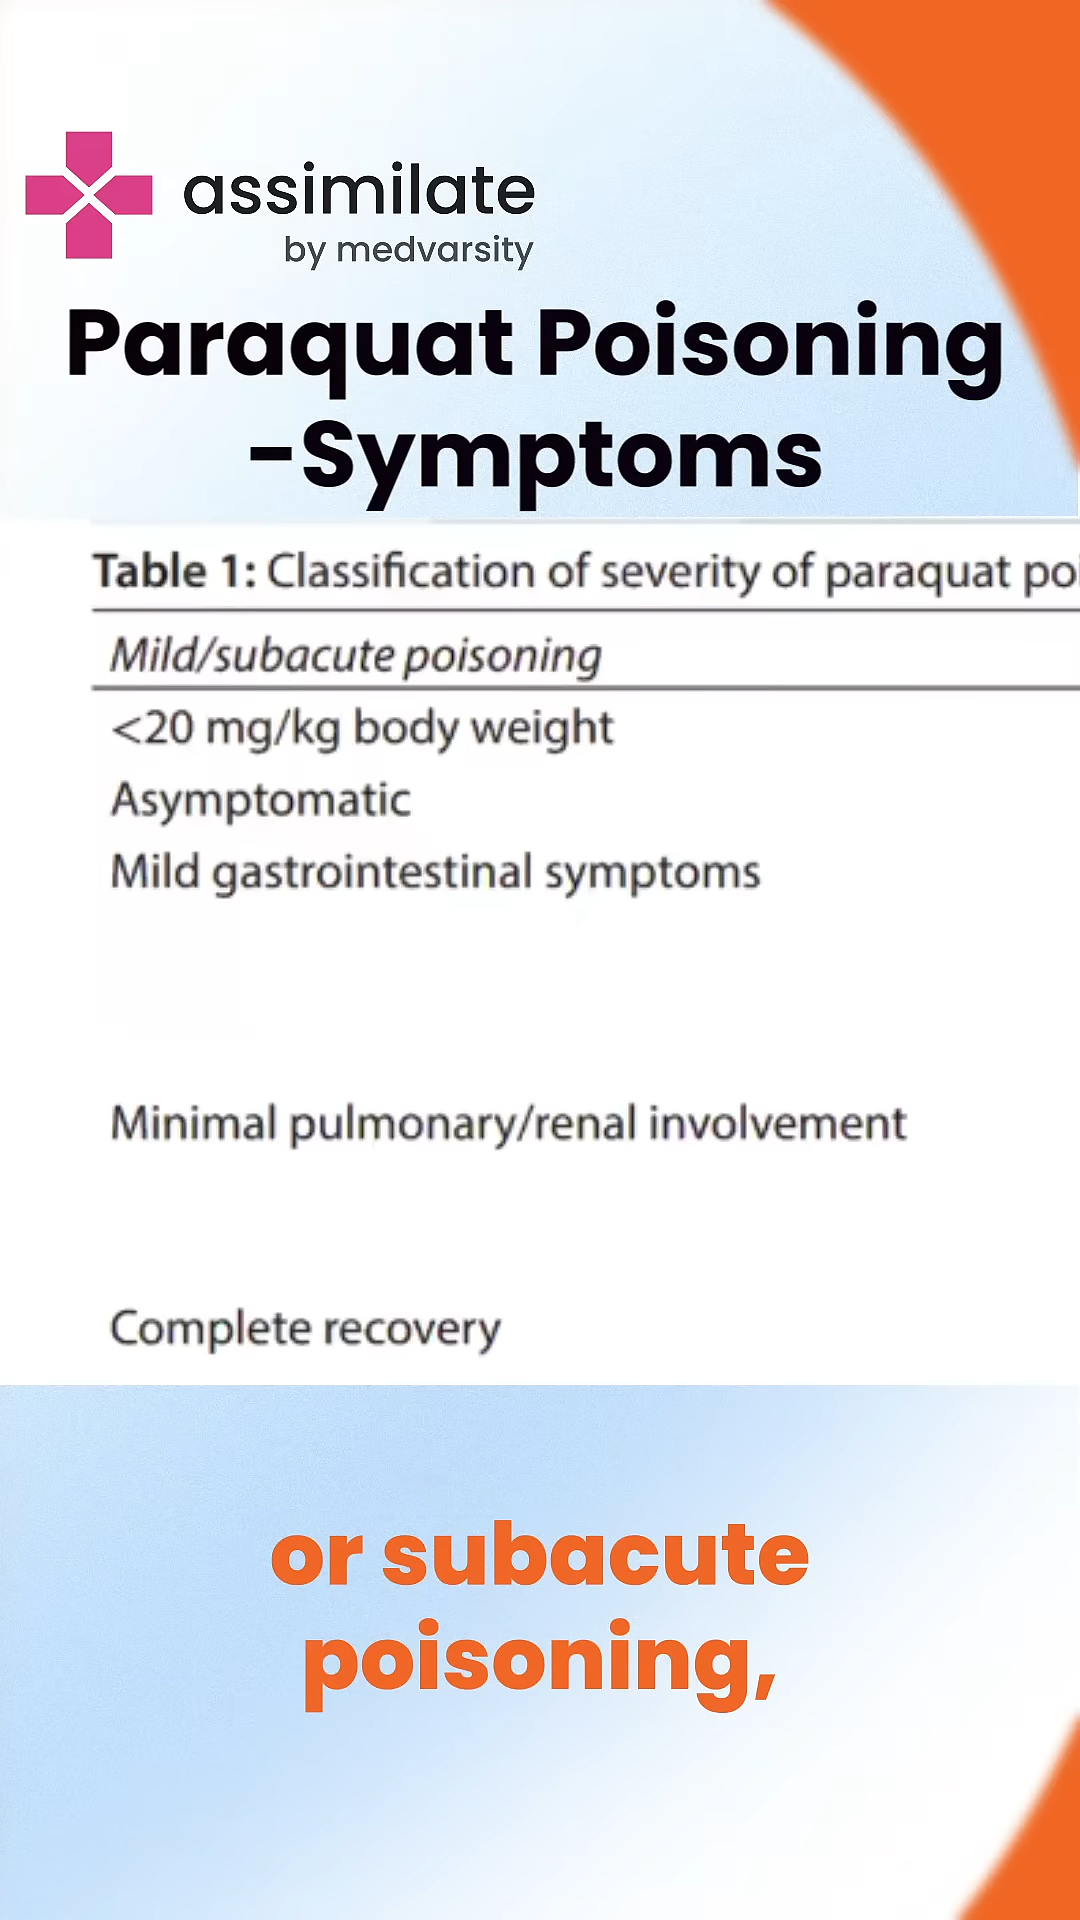 assimilate
by medvarsity
Paraquat Poisoning
-Symptoms
Table 1: Classification of severity of paraquat
Mild/subacute poisoning
<20 mg/kg body weight
Asymptomatic
Mild gastrointestinal symptoms
Minimal pulmonary/renal involvement
Complete recovery
or subacute
poisoning,